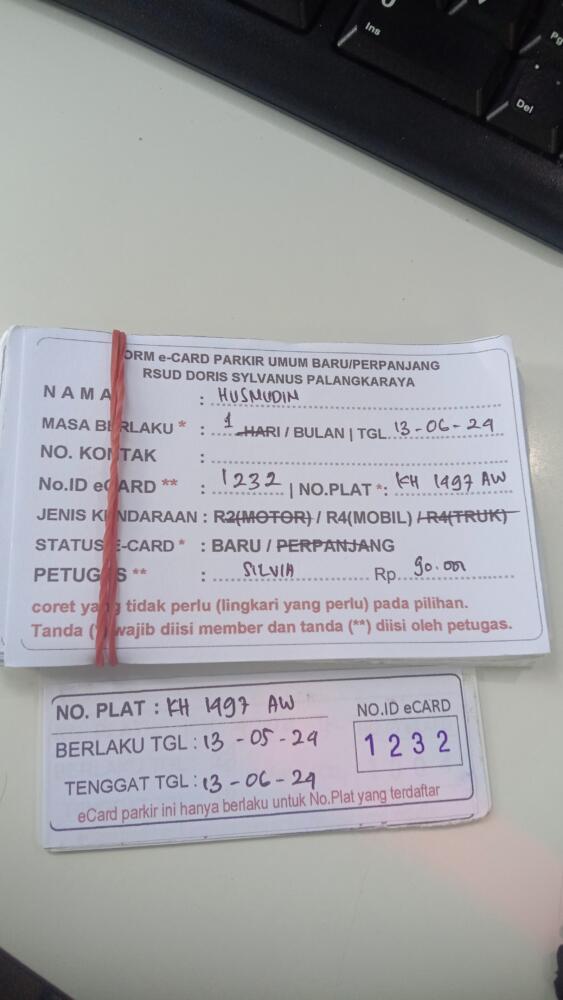 Ins
Del
ORM e-CARD PARKIR UMUM BARU/PERPANJANG
RSUD DORIS SYLVANUS PALANGKARAYA
NAMA : HUSNUDIN
MASA BERLAKU * : 1 HARI / BULAN | TGL. 13-06-24
NO. KONTAK :
No.ID eCARD ** : 1232 | NO.PLAT *: KH 1497 AW
JENIS KENDARAAN : R2(MOTOR) / R4(MOBIL) / R4(TRUK)
STATUS E-CARD * : BARU / PERPANJANG
PETUGAS ** : SILVIA Rp. 90.000
coret yang tidak perlu (lingkari yang perlu) pada pilihan.
Tanda (*) wajib diisi member dan tanda (**) diisi oleh petugas.
NO. PLAT : KH 1497 AW
NO.ID eCARD
BERLAKU TGL : 13 - 05 - 24
1232
TENGGAT TGL : 13 - 06 - 24
eCard parkir ini hanya berlaku untuk No.Plat yang terdaftar